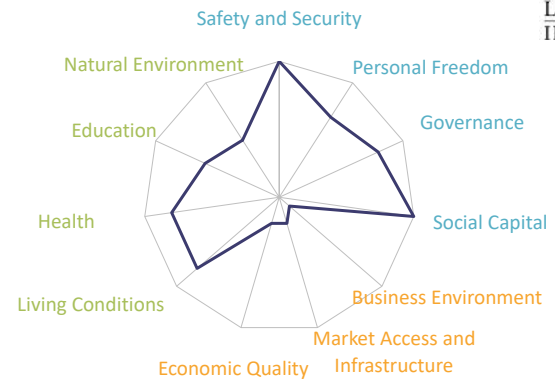 Safety and Security
Natural Environment
Personal Freedom
Education
Governance
Health
Social Capital
Living Conditions
Business Environment
Market Access and
Infrastructure
Economic Quality